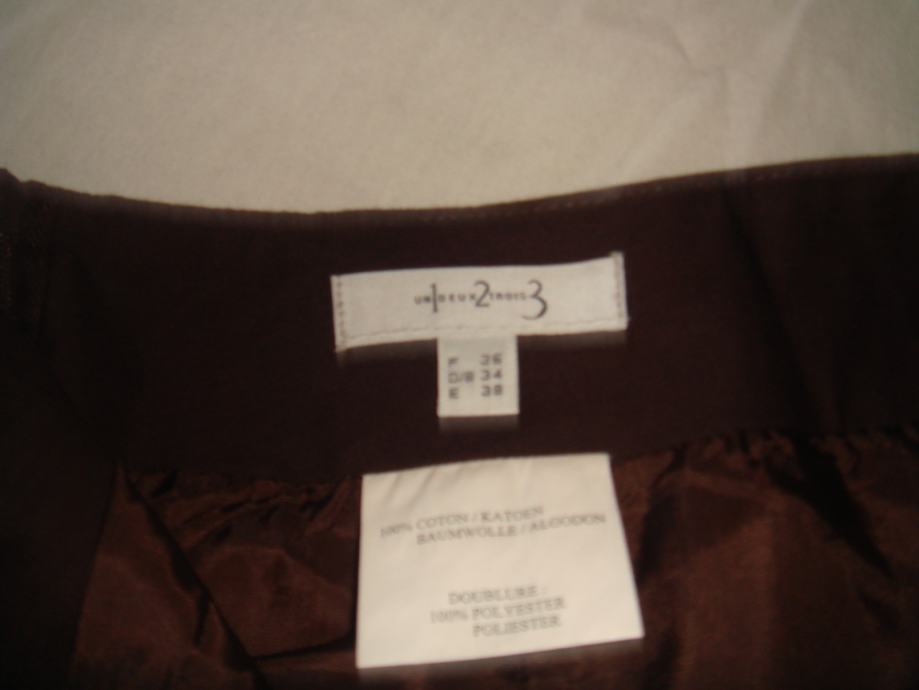 UN1DEUX2TROIS3
F 36
D/B 34
E 38
100% COTON / KATOEN
BAUMWOLLE / ALGODON
DOUBLURE :
100% POLYESTER
POLIESTER